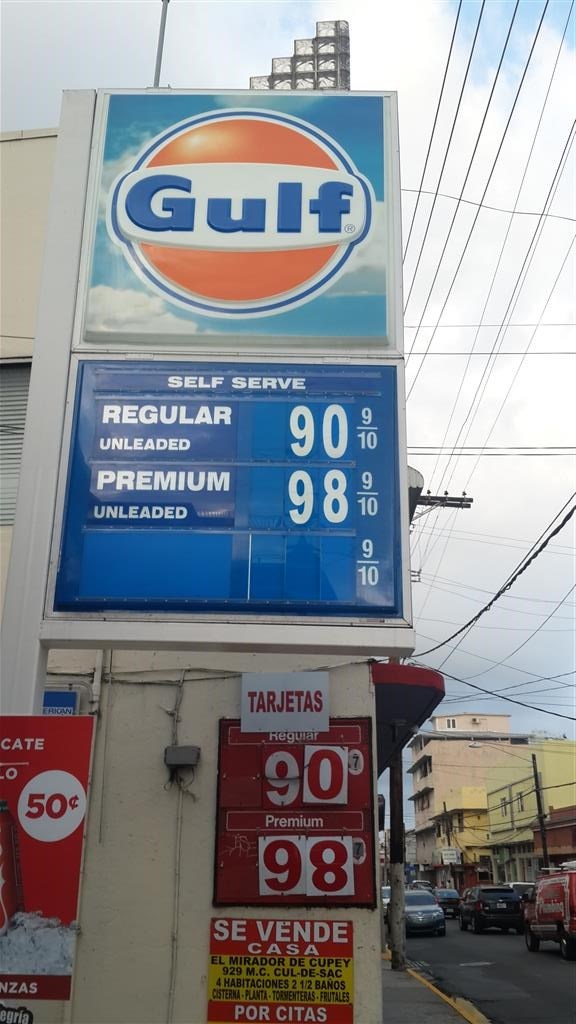 Gulf®
SELF SERVE
REGULAR 90 9/10
UNLEADED
PREMIUM 98 9/10
UNLEADED
9/10
TARJETAS
Regular
90 7
Premium
98
ERICAN
CATE
LO
50¢
NZAS
egría
SE VENDE
CASA
EL MIRADOR DE CUPEY
929 M.C. CUL-DE-SAC
4 HABITACIONES 2 1/2 BAÑOS
CISTERNA - PLANTA - TORMENTERAS - FRUTALES
POR CITAS